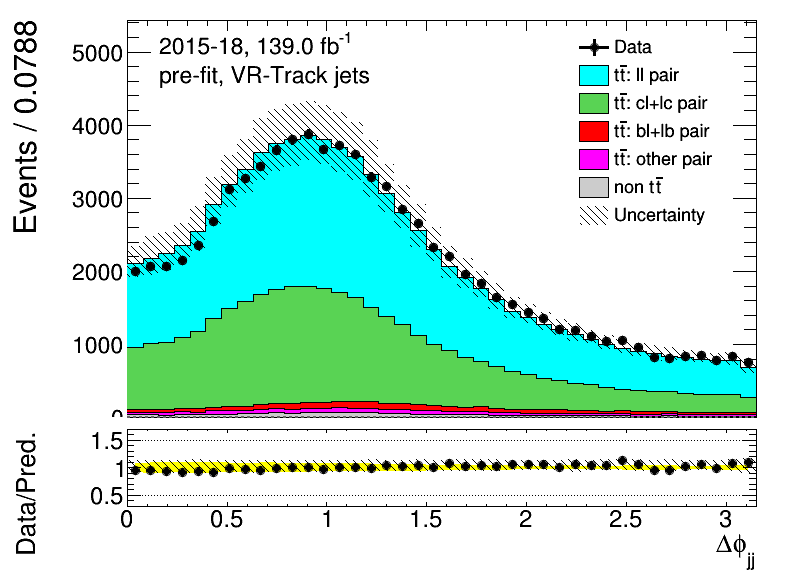 2015-18, 139.0 fb⁻¹
pre-fit, VR-Track jets
Data
tt̄: ll pair
tt̄: cl+lc pair
tt̄: bl+lb pair
tt̄: other pair
non tt̄
Uncertainty
Events / 0.0788
5000
4000
3000
2000
1000
0
Data/Pred.
1.5
1
0.5
0 0.5 1 1.5 2 2.5 3
Δϕjj